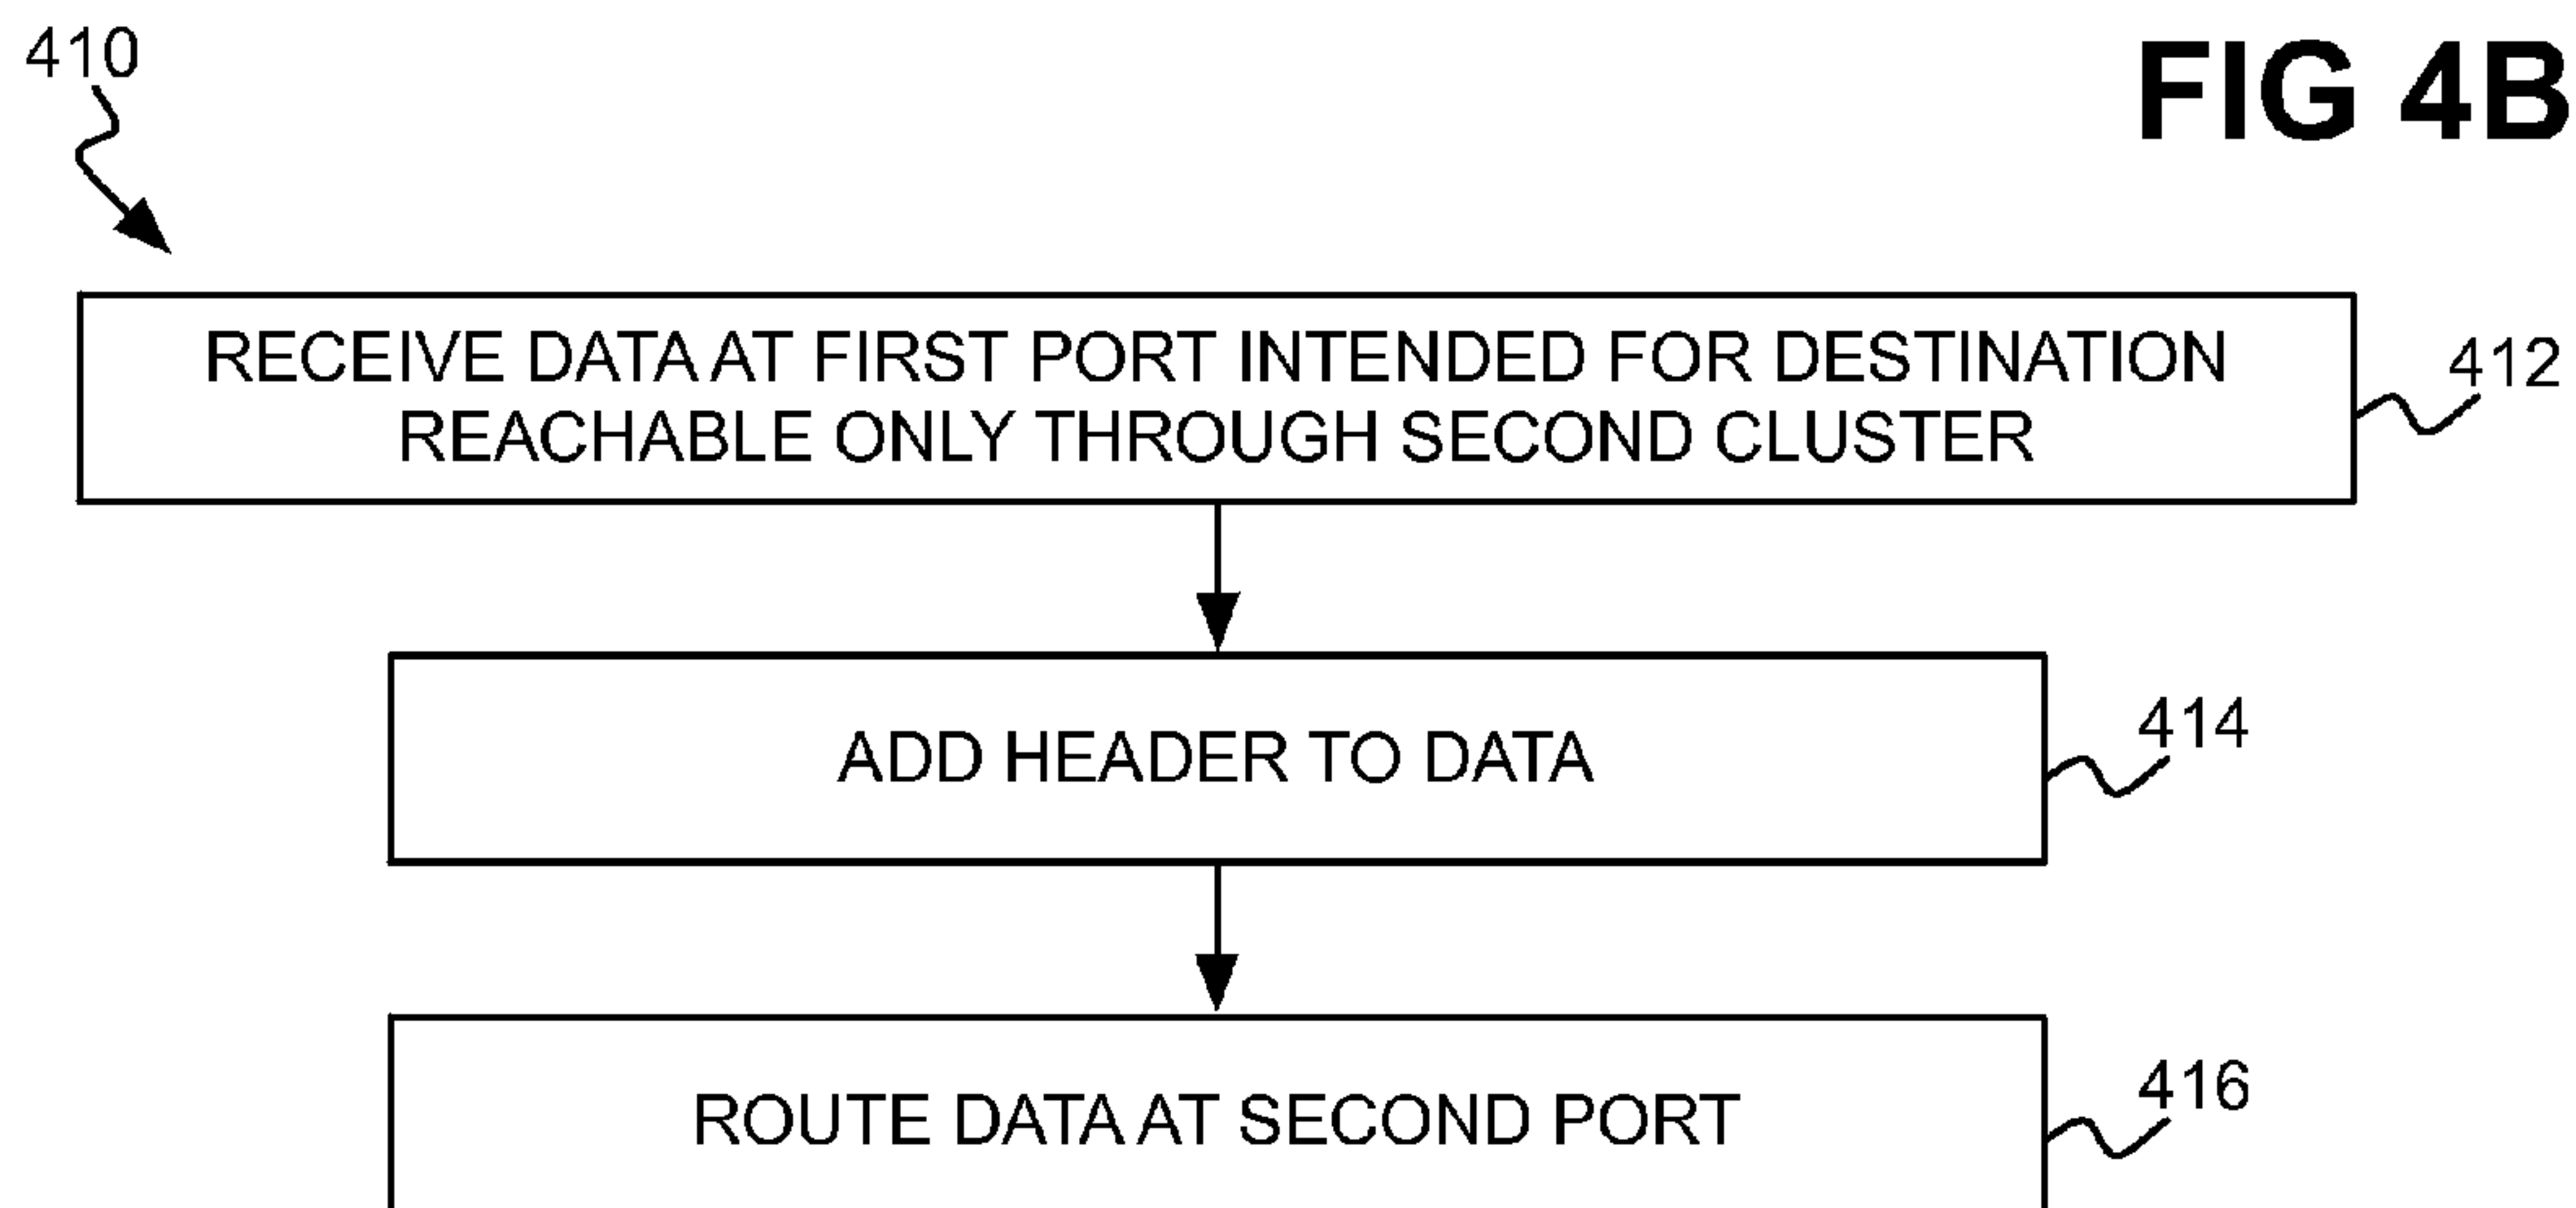 410
FIG 4B
RECEIVE DATA AT FIRST PORT INTENDED FOR DESTINATION
REACHABLE ONLY THROUGH SECOND CLUSTER
412
ADD HEADER TO DATA
414
ROUTE DATA AT SECOND PORT
416